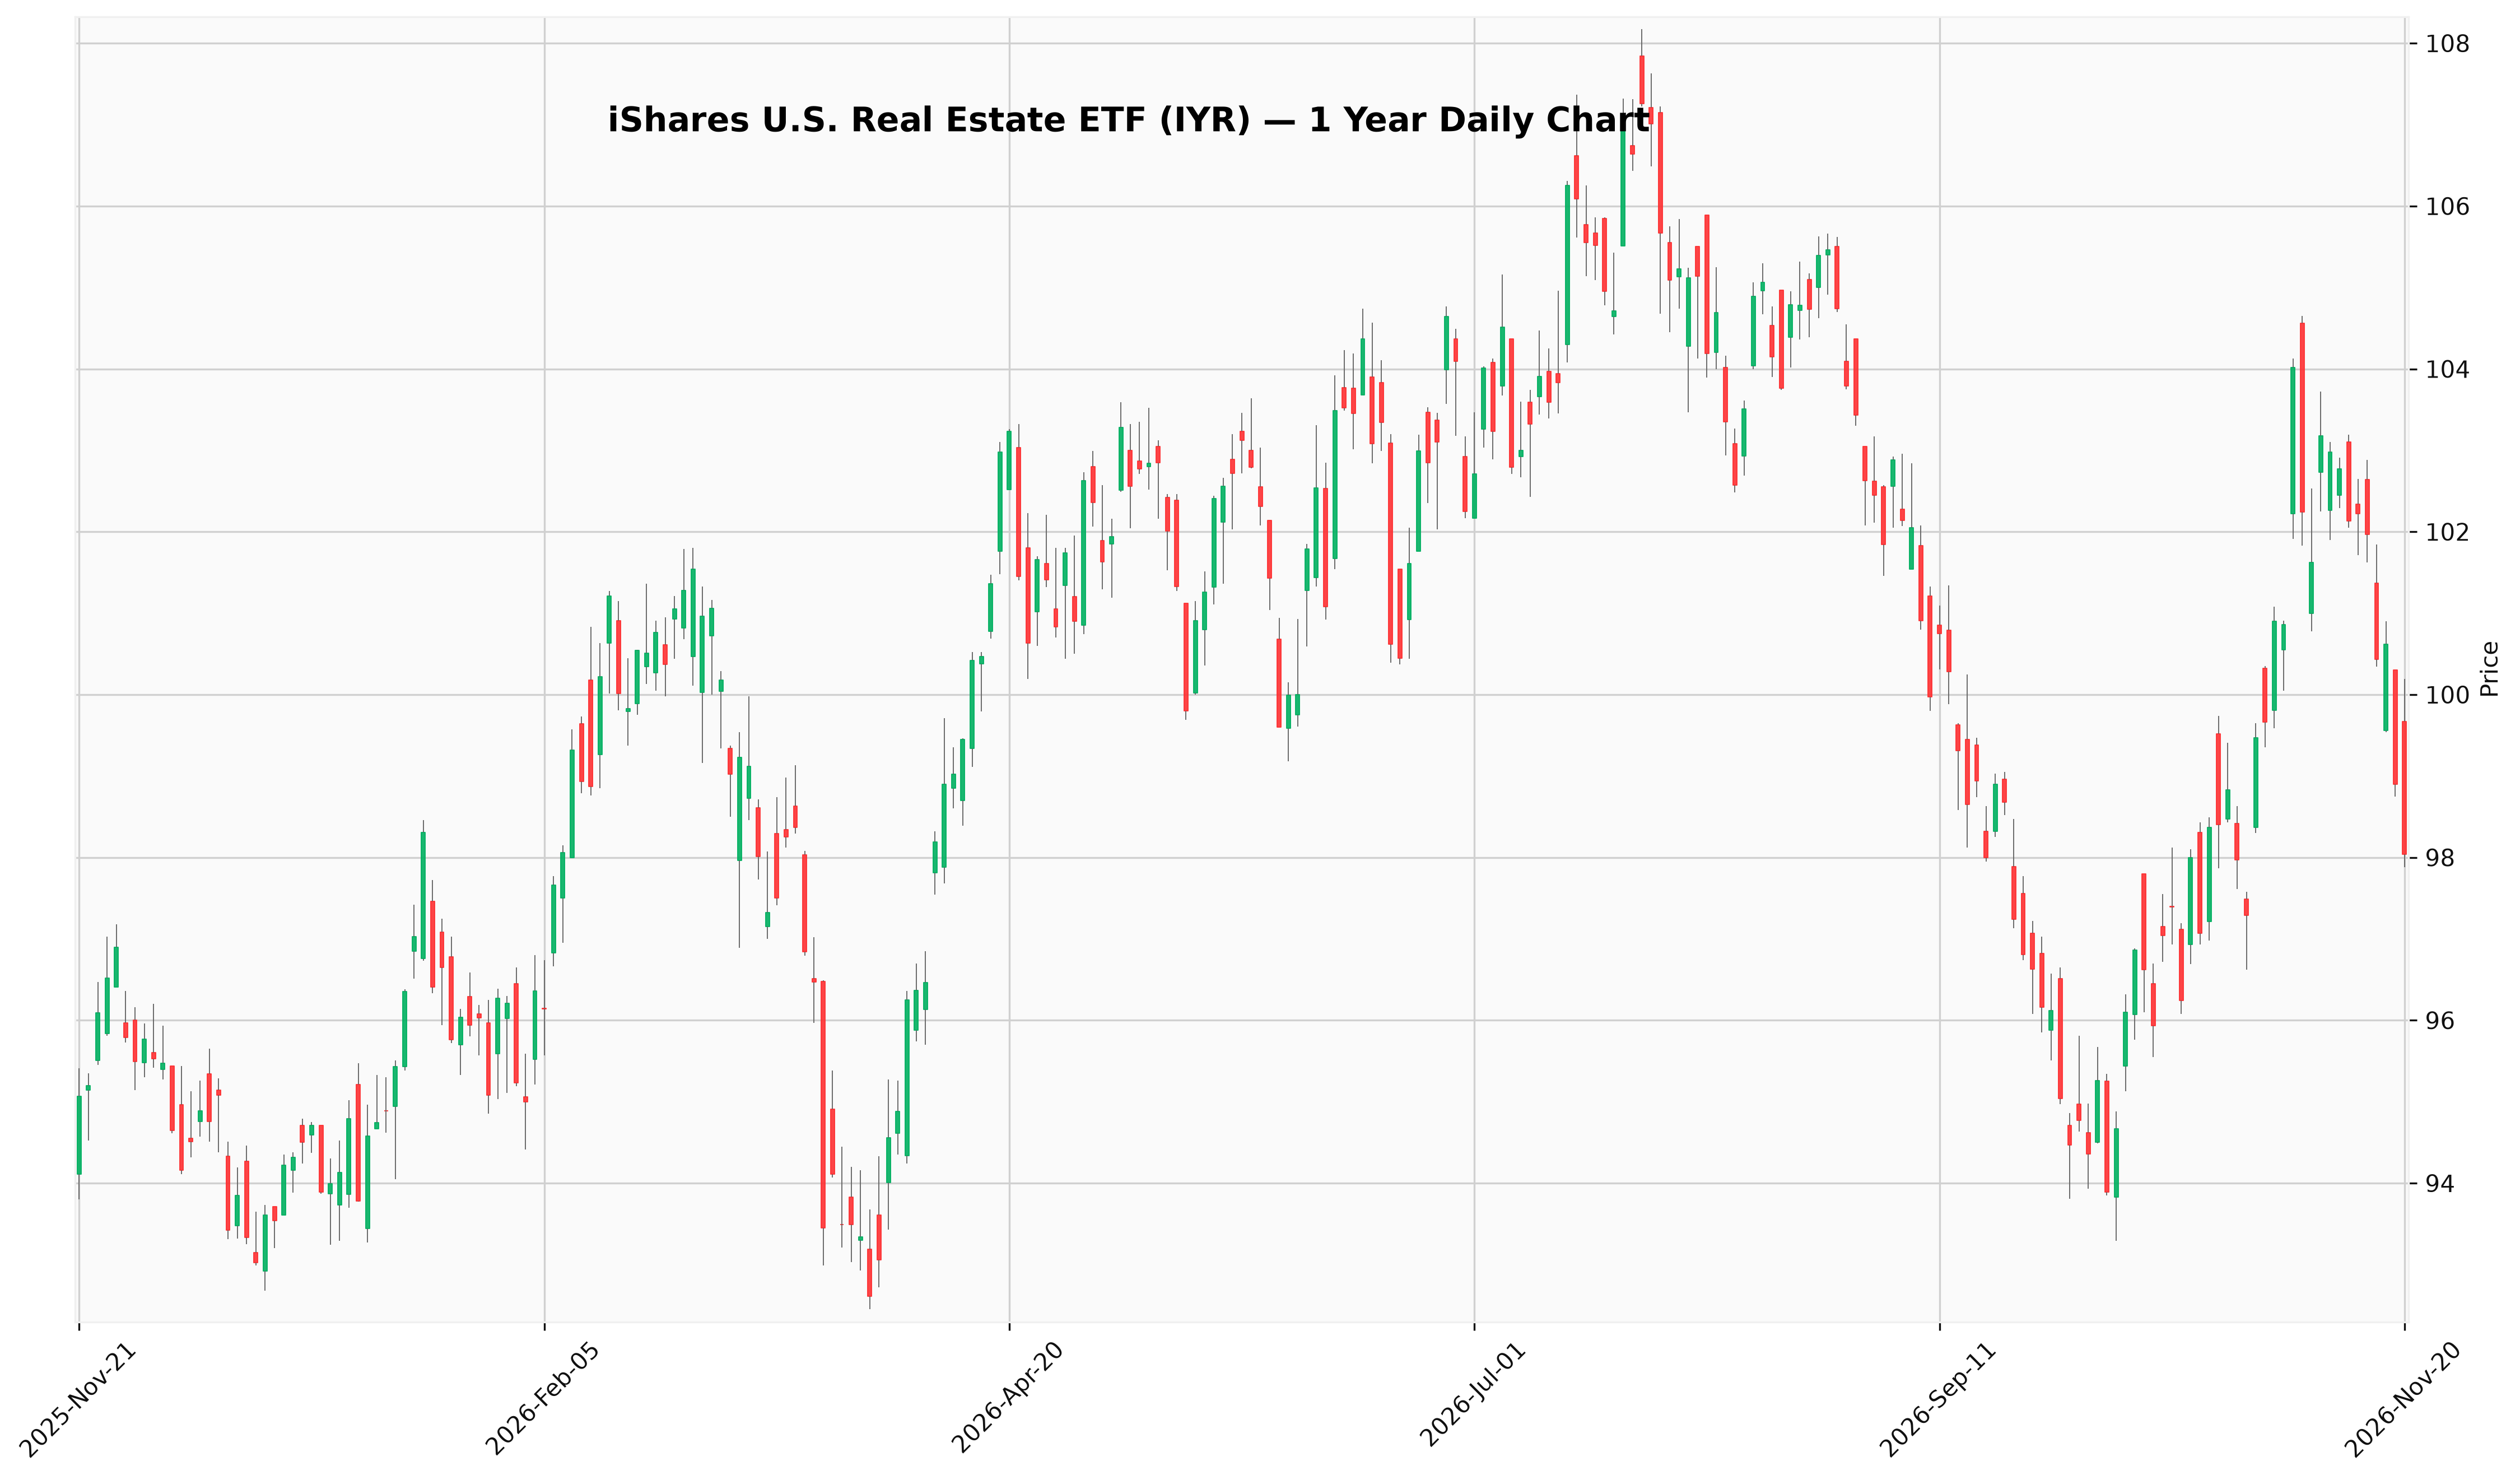 iShares U.S. Real Estate ETF (IYR) — 1 Year Daily Chart
108
106
104
102
100
98
96
94
Price
2025-Nov-21
2026-Feb-05
2026-Apr-20
2026-Jul-01
2026-Sep-11
2026-Nov-20